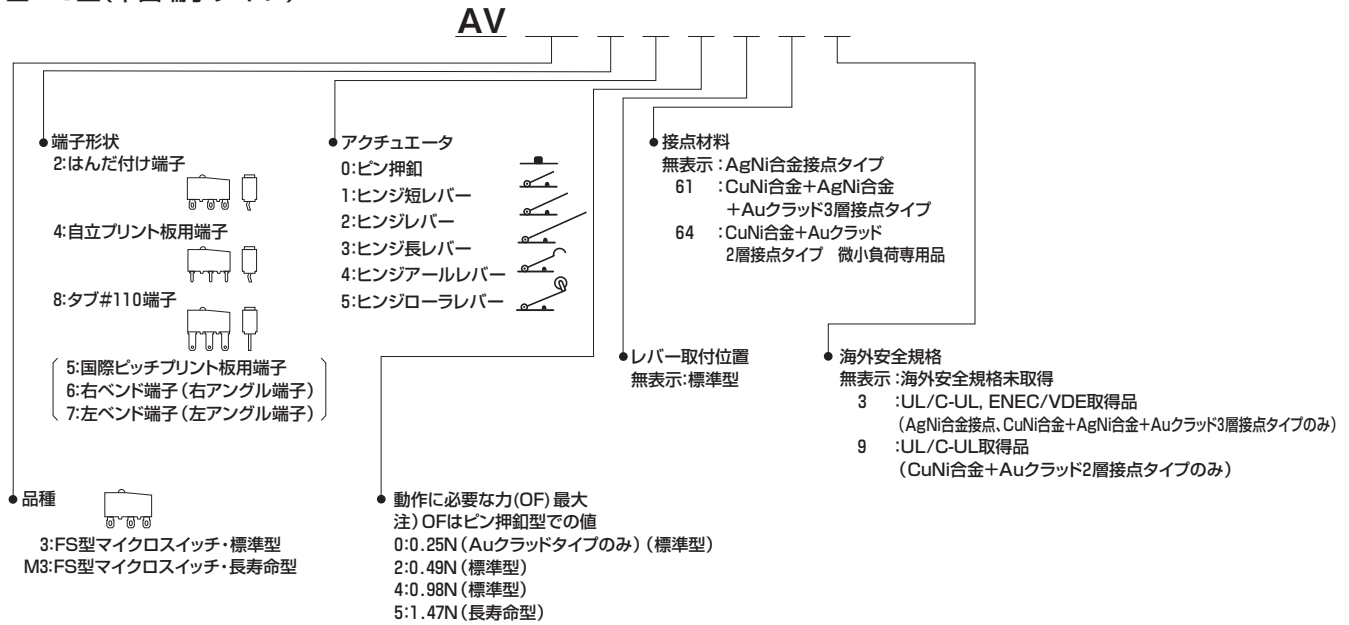 AV
端子形状
2:はんだ付け端子
4:自立プリント板用端子
8:タブ#110端子
5:国際ピッチプリント板用端子
6:右ベンド端子(右アングル端子)
7:左ベンド端子(左アングル端子)
アクチュエータ
0:ピン押釦
1:ヒンジ短レバー
2:ヒンジレバー
3:ヒンジ長レバー
4:ヒンジアールレバー
5:ヒンジローラレバー
接点材料
無表示:AgNi合金接点タイプ
61 :CuNi合金+AgNi合金
+Auクラッド3層接点タイプ
64 :CuNi合金+Auクラッド
2層接点タイプ 微小負荷専用品
レバー取付位置
無表示:標準型
海外安全規格
無表示:海外安全規格未取得
3 :UL/C-UL, ENEC/VDE取得品
(AgNi合金接点、CuNi合金+AgNi合金+Auクラッド3層接点タイプのみ)
9 :UL/C-UL取得品
(CuNi合金+Auクラッド2層接点タイプのみ)
品種
3:FS型マイクロスイッチ・標準型
M3:FS型マイクロスイッチ・長寿命型
動作に必要な力(OF)最大
注)OFはピン押釦型での値
0:0.25N(Auクラッドタイプのみ)(標準型)
2:0.49N(標準型)
4:0.98N(標準型)
5:1.47N(長寿命型)